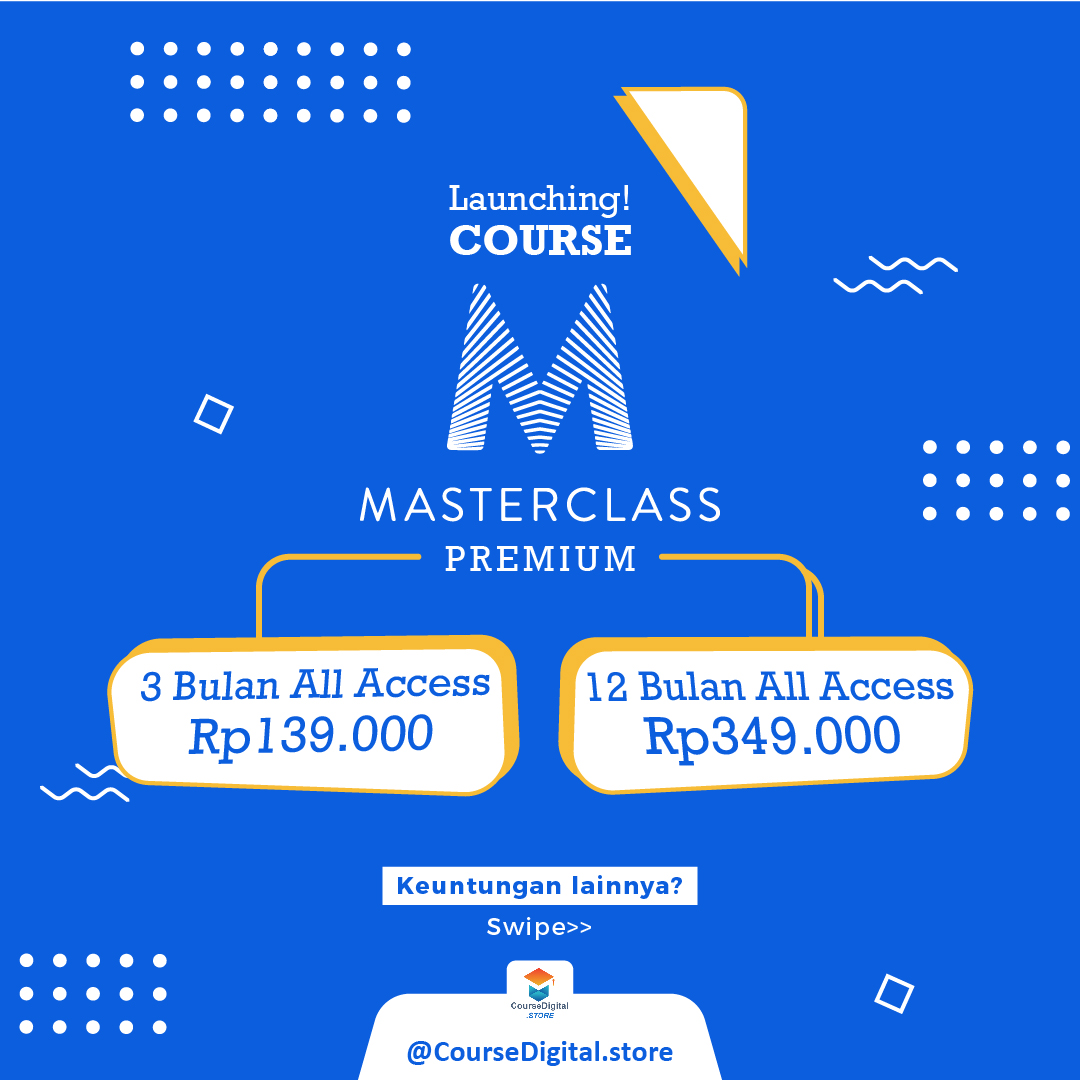 Launching!
COURSE
MASTERCLASS
PREMIUM
3 Bulan All Access
Rp139.000
12 Bulan All Access
Rp349.000
Keuntungan lainnya?
Swipe>>
CourseDigital
.STORE
@CourseDigital.store